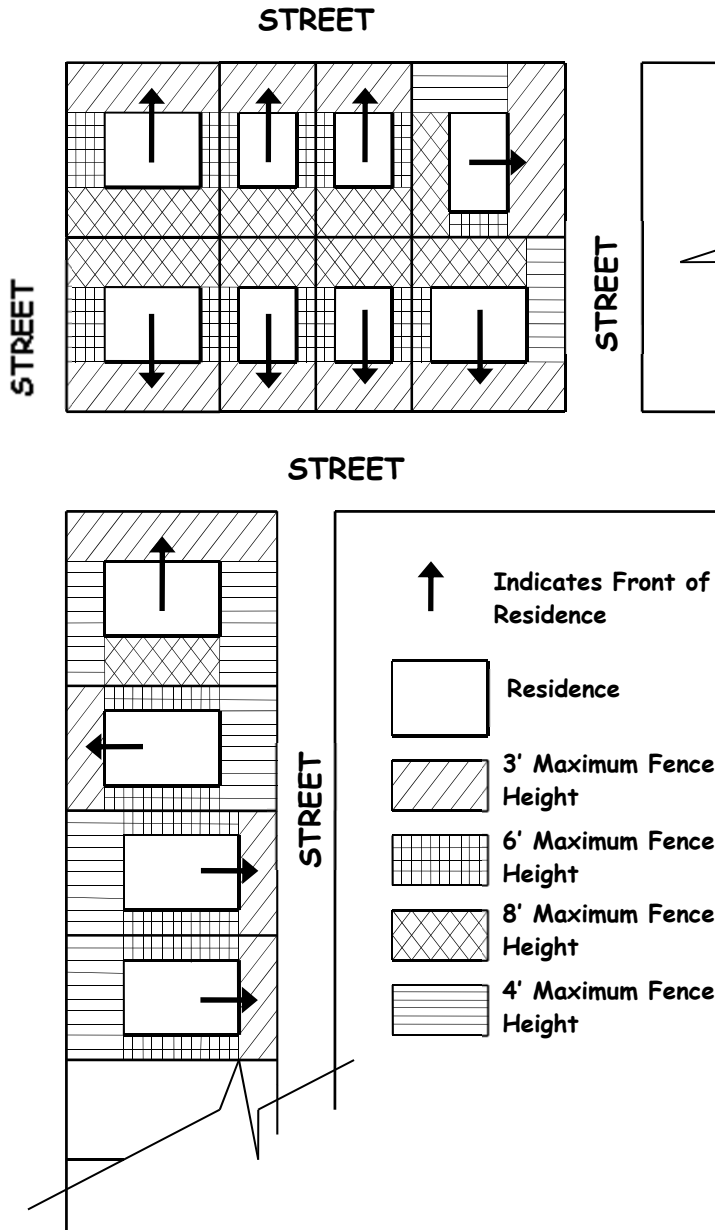 STREET
STREET
STREET
STREET
STREET
Indicates Front of
Residence
Residence
3' Maximum Fence
Height
6' Maximum Fence
Height
8' Maximum Fence
Height
4' Maximum Fence
Height